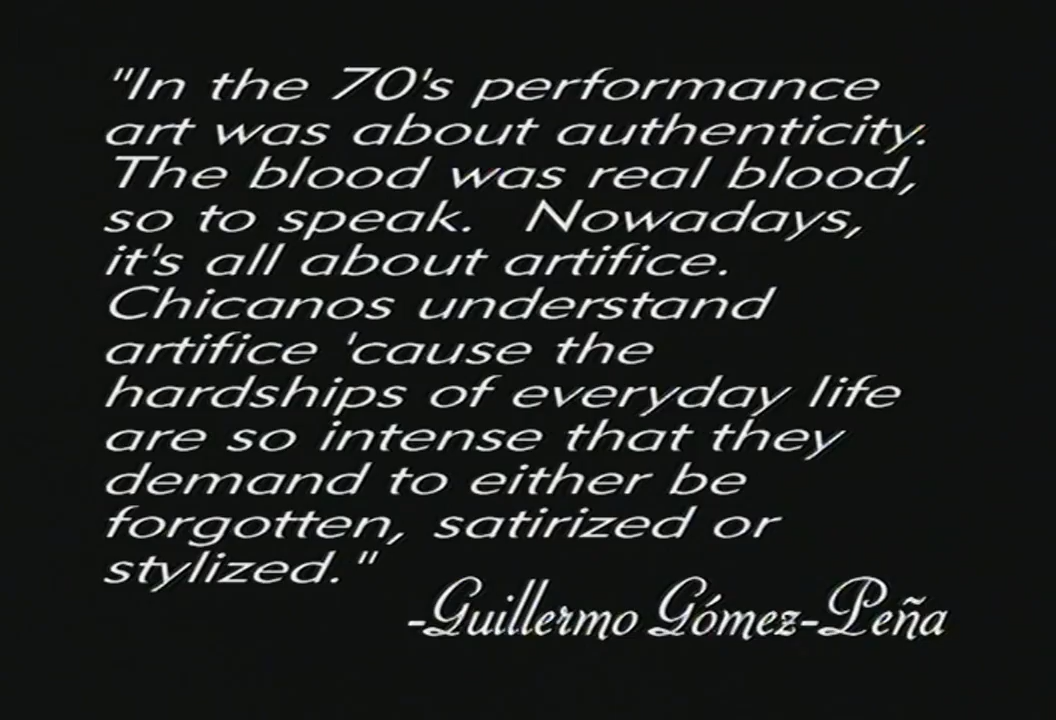 "In the 70's performance
art was about authenticity.
The blood was real blood,
so to speak.  Nowadays,
it's all about artifice.
Chicanos understand
artifice 'cause the
hardships of everyday life
are so intense that they
demand to either be
forgotten, satirized or
stylized."
-Guillermo Gómez-Peña